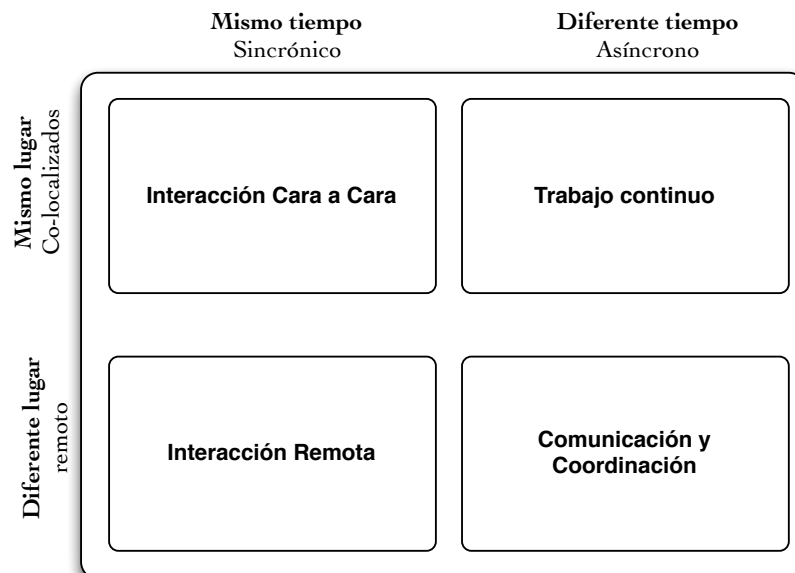 Mismo tiempo
Sincrónico
Diferente tiempo
Asíncrono
Mismo lugar
Co-localizados
Interacción Cara a Cara
Trabajo continuo
Diferente lugar
remoto
Interacción Remota
Comunicación y
Coordinación